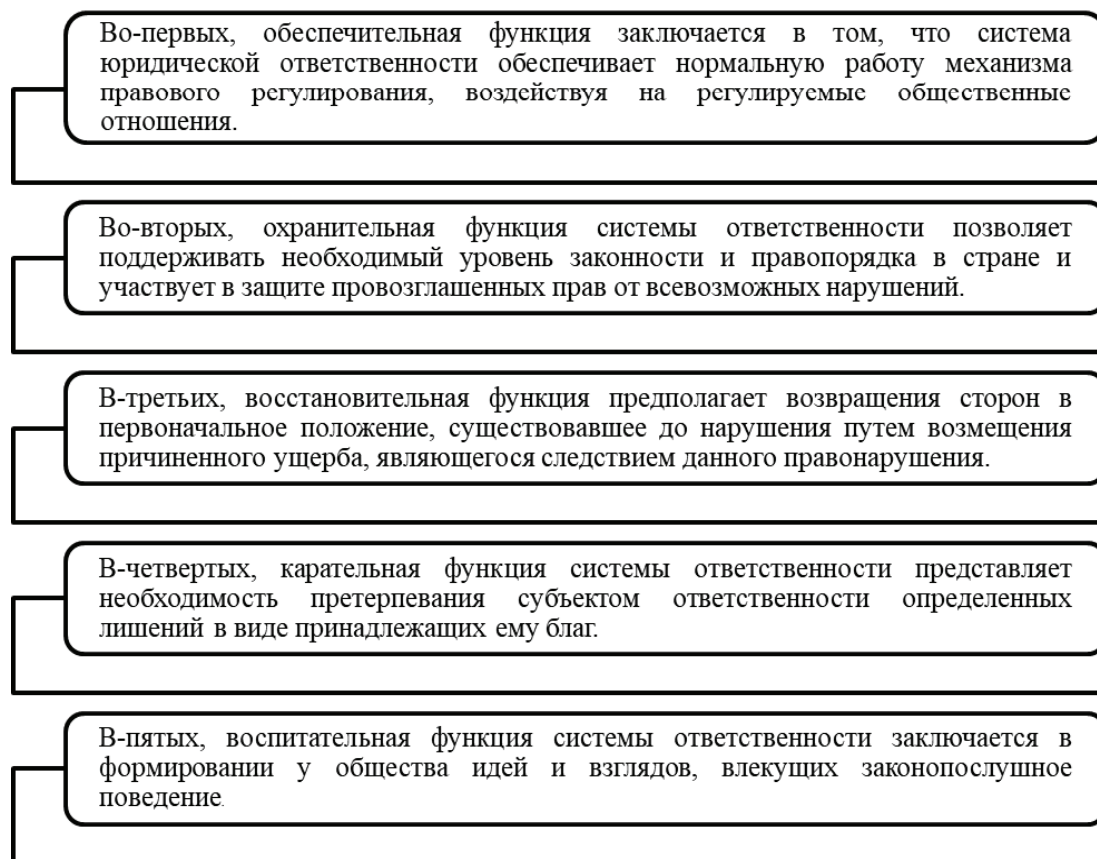 Во-первых, обеспечительная функция заключается в том, что система
юридической ответственности обеспечивает нормальную работу механизма
правового регулирования, воздействуя на регулируемые общественные
отношения.
Во-вторых, охранительная функция системы ответственности позволяет
поддерживать необходимый уровень законности и правопорядка в стране и
участвует в защите провозглашенных прав от всевозможных нарушений.
В-третьих, восстановительная функция предполагает возвращения сторон в
первоначальное положение, существовавшее до нарушения путем возмещения
причиненного ущерба, являющегося следствием данного правонарушения.
В-четвертых, карательная функция системы ответственности представляет
необходимость претерпевания субъектом ответственности определенных
лишений в виде принадлежащих ему благ.
В-пятых, воспитательная функция системы ответственности заключается в
формировании у общества идей и взглядов, влекущих законопослушное
поведение.